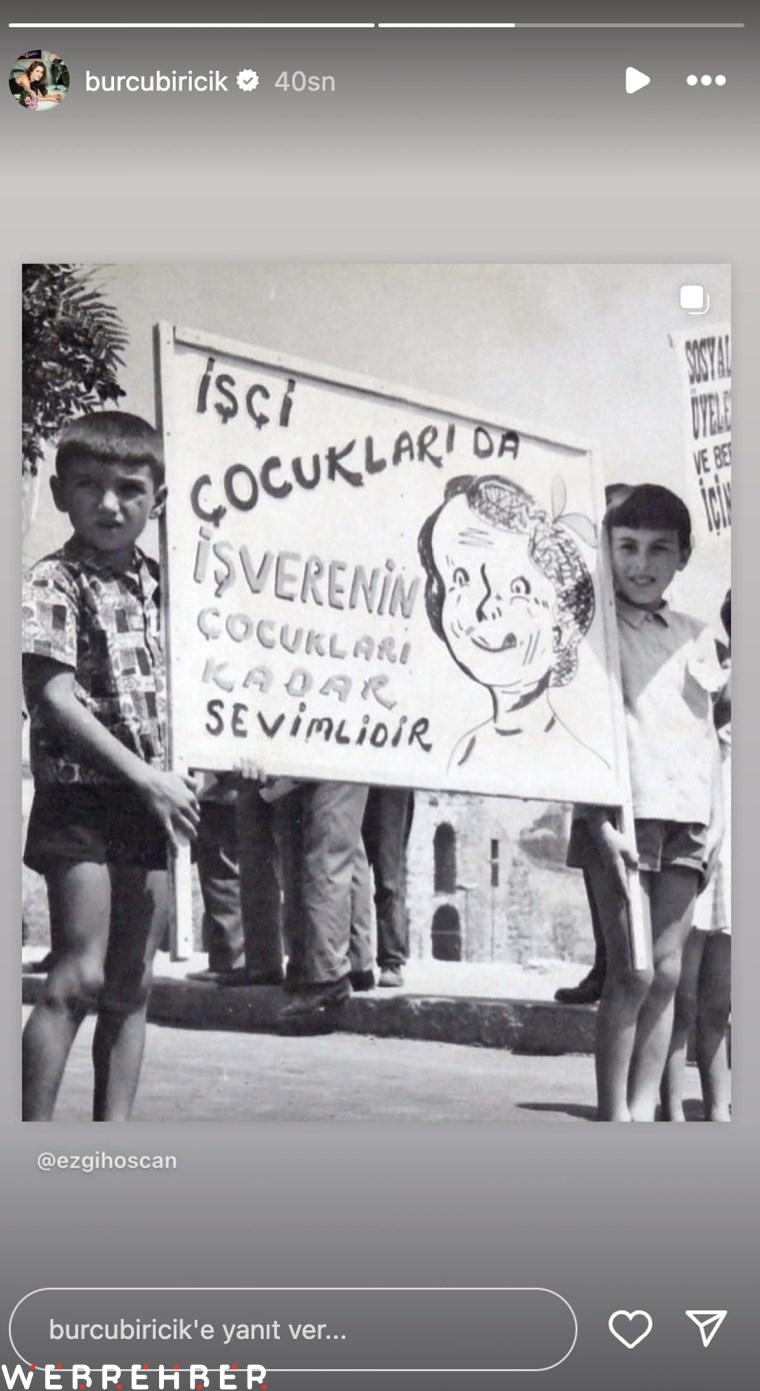 burcubiricik 40sn
İŞÇİ
ÇOCUKLARI DA
İŞVERENİN
ÇOCUKLARI
KADAR
SEVİMLİDİR
SOSYAL
ÜYELE
VE BE
İÇİN
@ezgihoscan
burcubiricik'e yanıt ver...
WEBREHBER